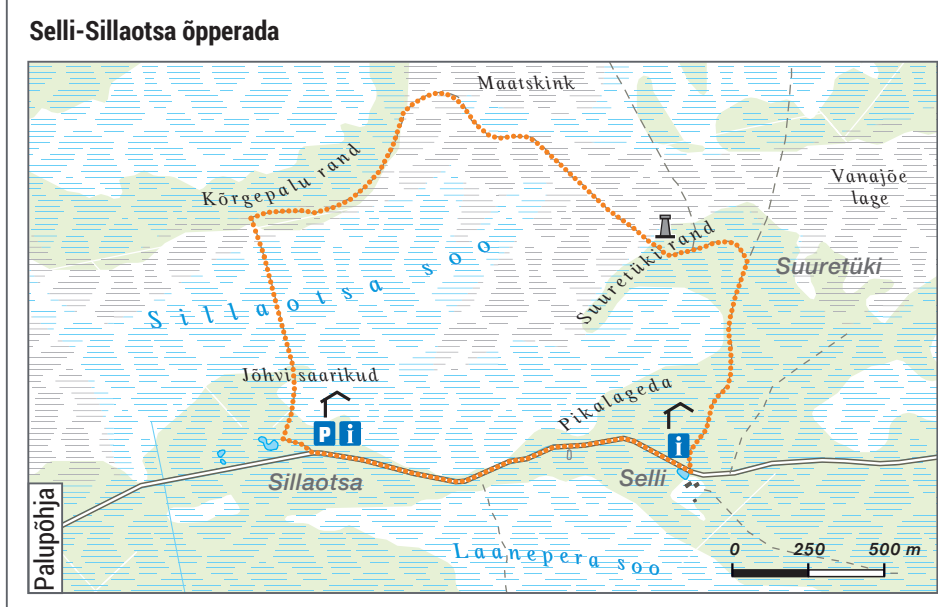 Selli-Sillaotsa õpperada
Maatskink
Kõrgepalu rand
Vanajõe
lage
Suuretüki rand
Sillaotsa soo
Suuretüki
Jõhvi saarikud
Pikalageda
P i
i
Sillaotsa
Selli
Palupõhja
Laanepera soo
0 250 500 m